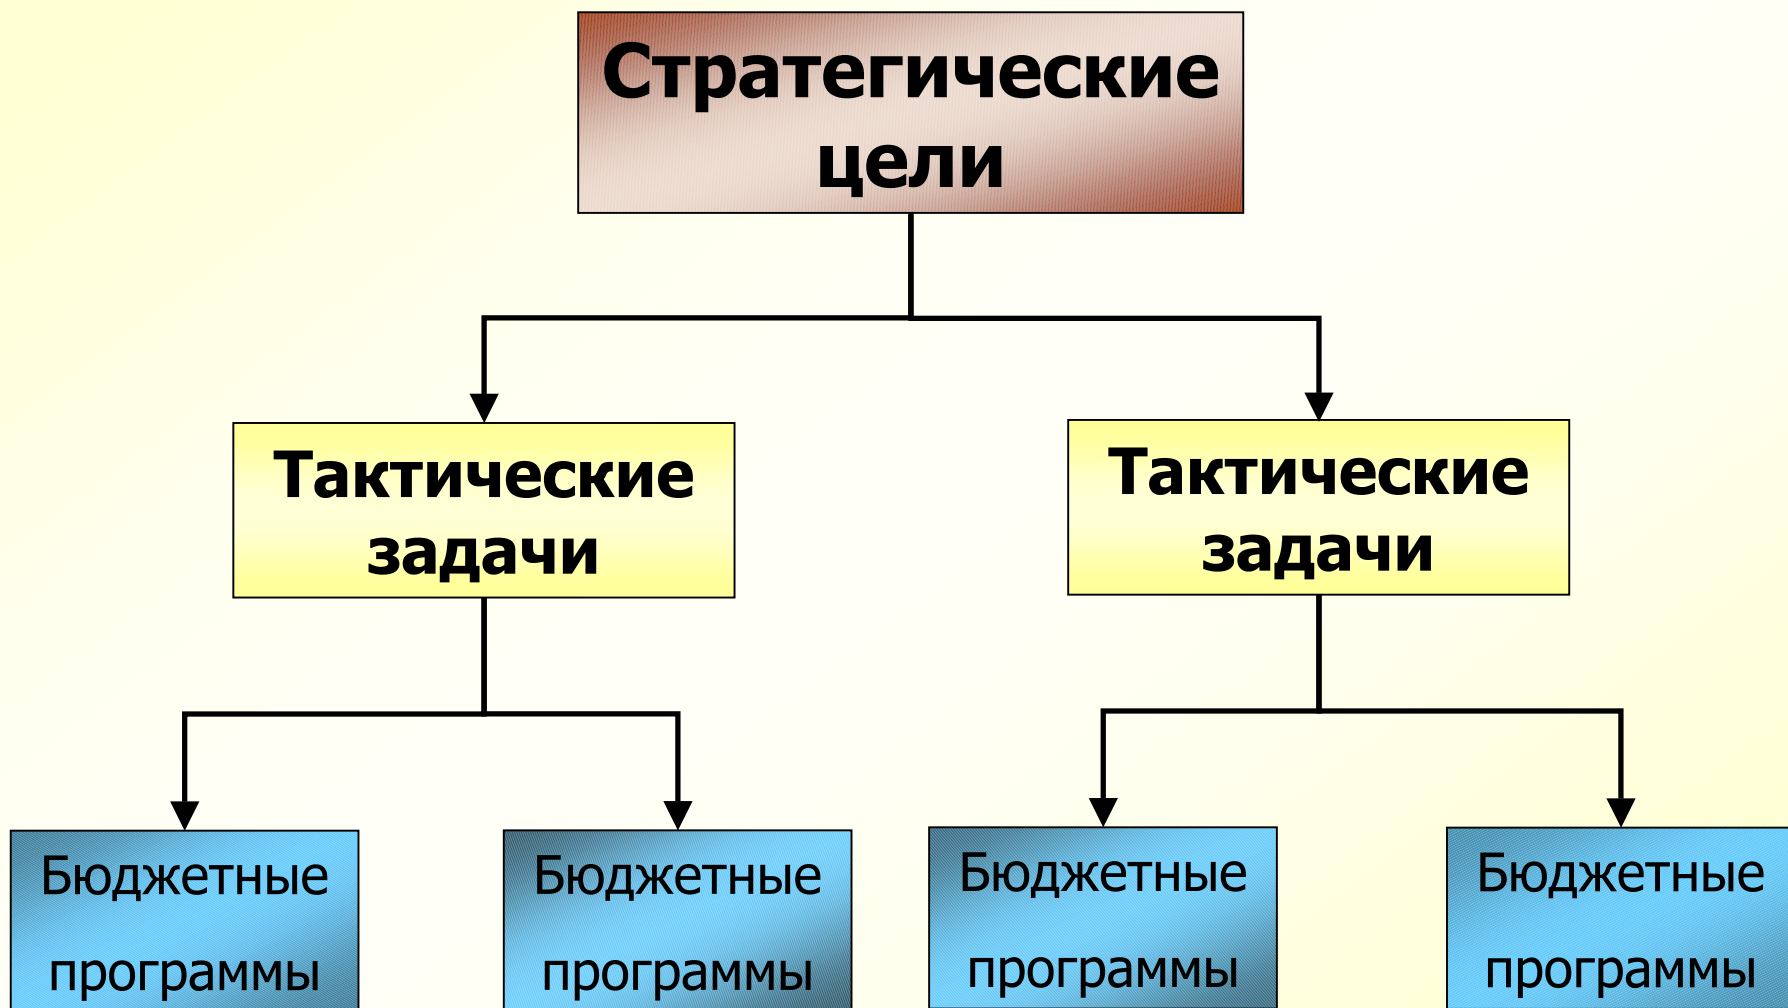 Стратегические
цели
Тактические
задачи
Тактические
задачи
Бюджетные
программы
Бюджетные
программы
Бюджетные
программы
Бюджетные
программы